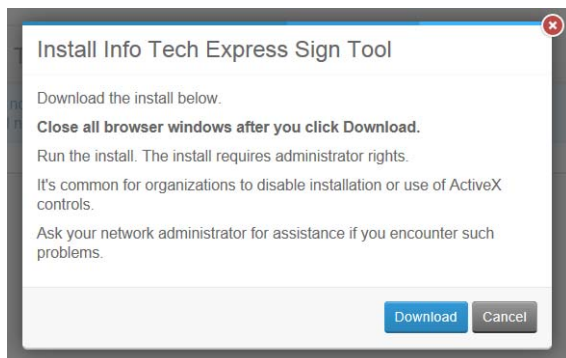 Install Info Tech Express Sign Tool
Download the install below.
Close all browser windows after you click Download.
Run the install. The install requires administrator rights.
It's common for organizations to disable installation or use of ActiveX
controls.
Ask your network administrator for assistance if you encounter such
problems.
Download Cancel